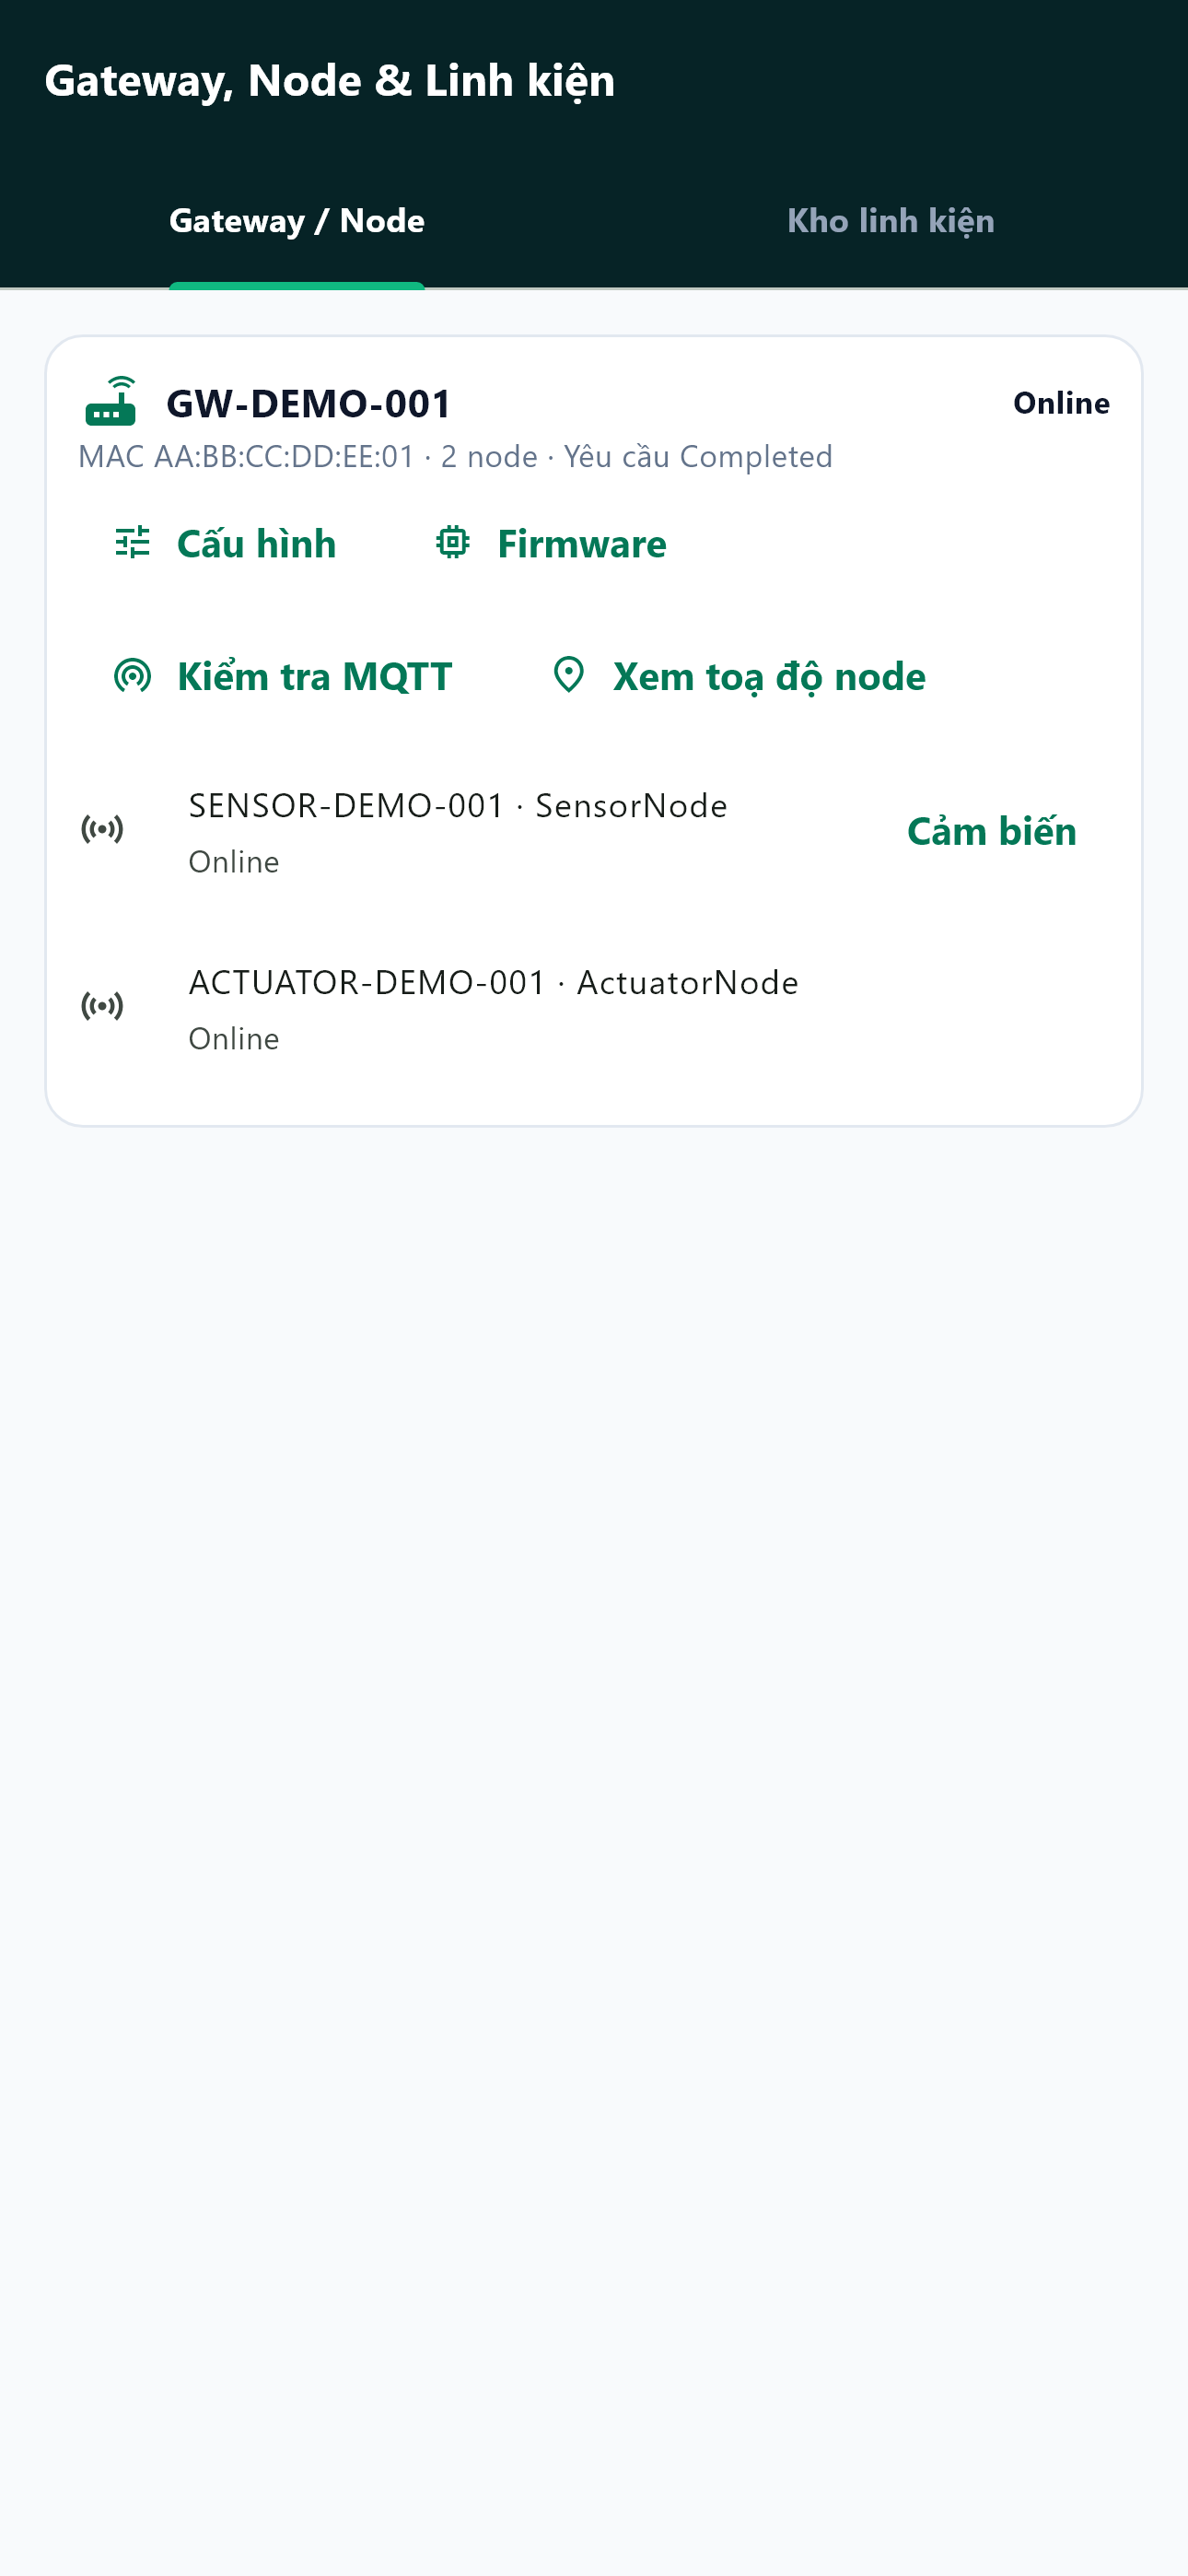 Gateway, Node & Linh kiện
Gateway / Node
Kho linh kiện
GW-DEMO-001
Online
MAC AA:BB:CC:DD:EE:01 · 2 node · Yêu cầu Completed
Cấu hình
Firmware
Kiểm tra MQTT
Xem toạ độ node
SENSOR-DEMO-001 · SensorNode
Online
Cảm biến
ACTUATOR-DEMO-001 · ActuatorNode
Online